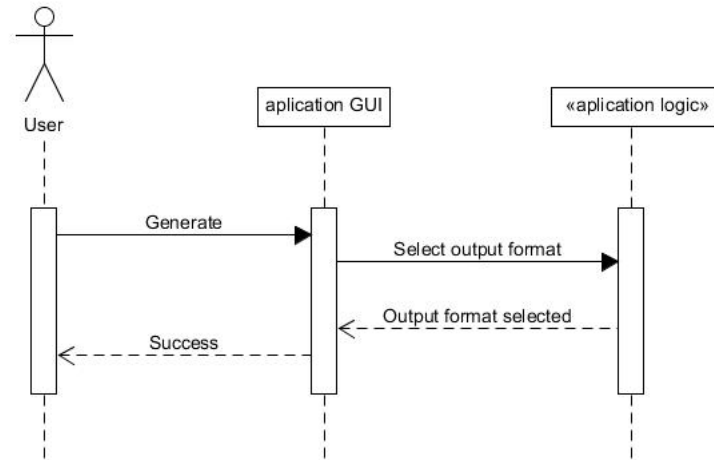 User
aplication GUI
«aplication logic»
Generate
Select output format
Output format selected
Success